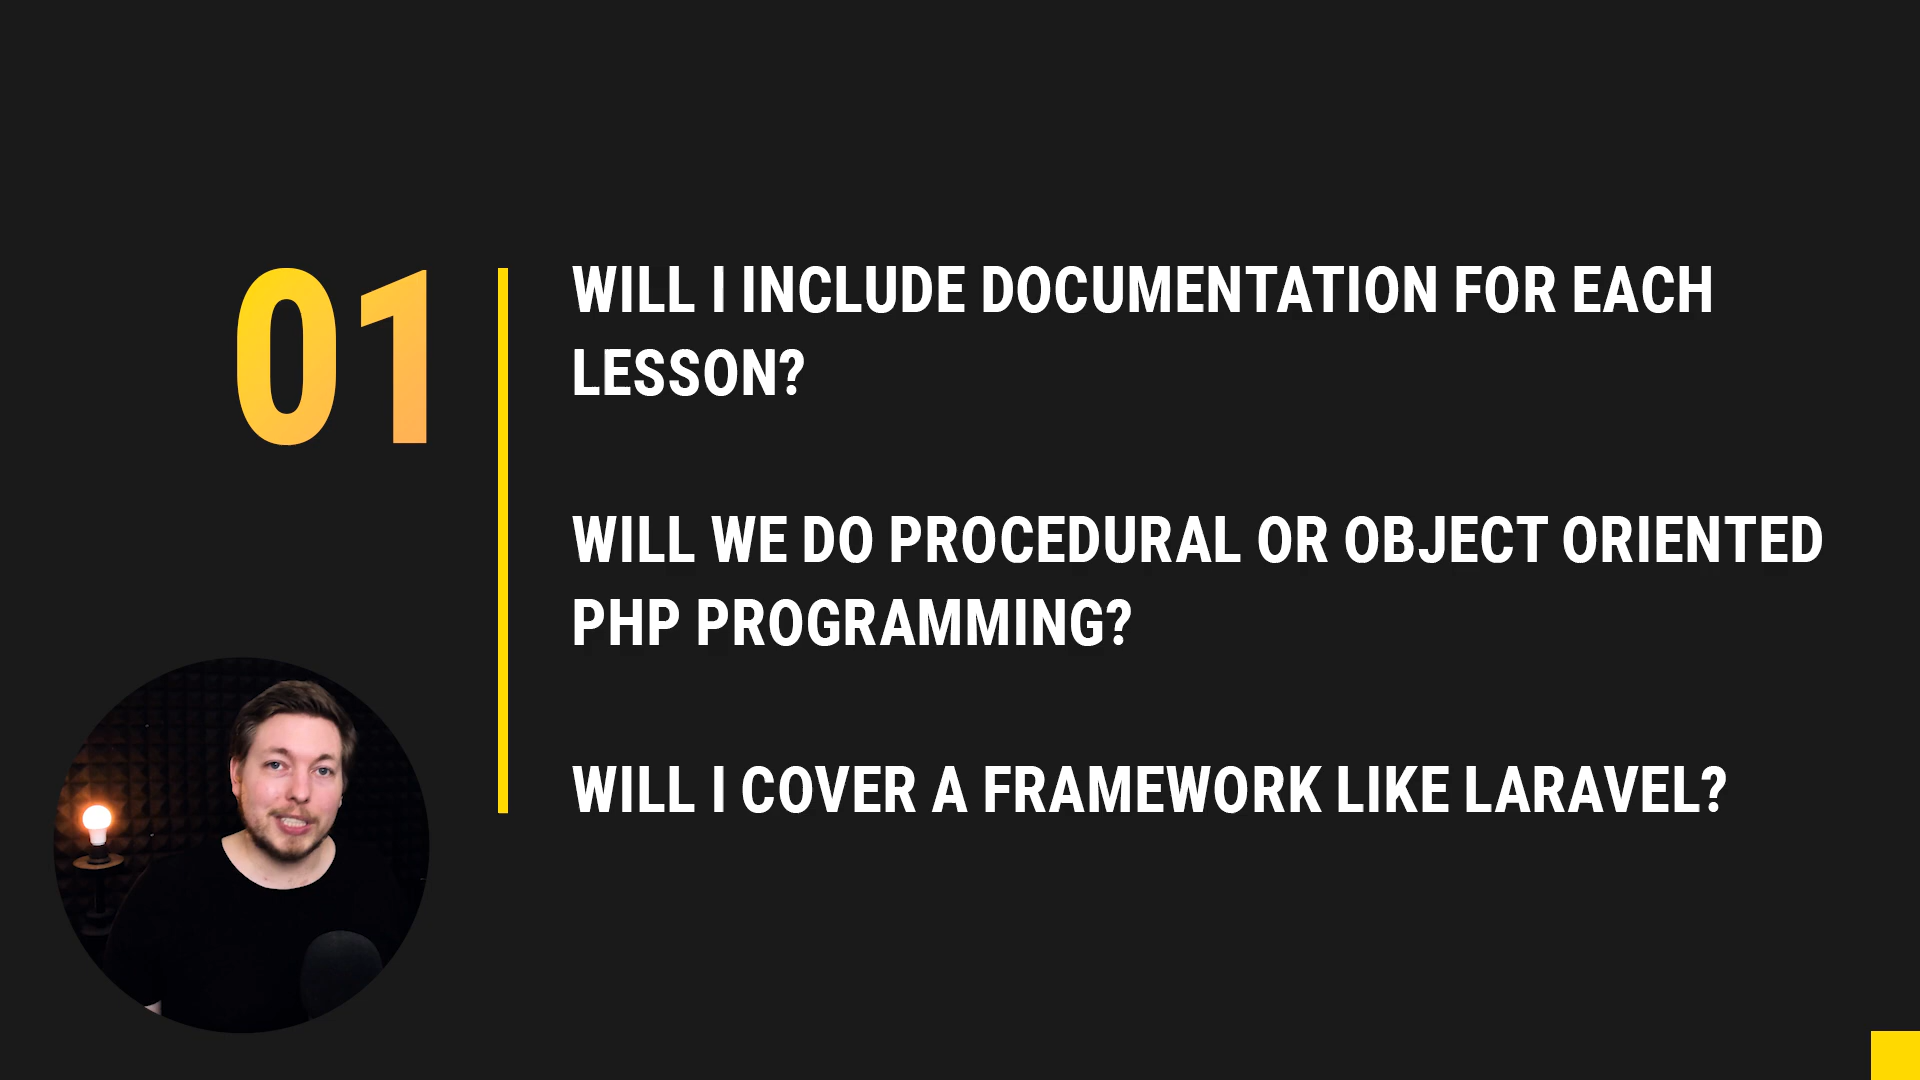 01
WILL I INCLUDE DOCUMENTATION FOR EACH
LESSON?
WILL WE DO PROCEDURAL OR OBJECT ORIENTED
PHP PROGRAMMING?
WILL I COVER A FRAMEWORK LIKE LARAVEL?